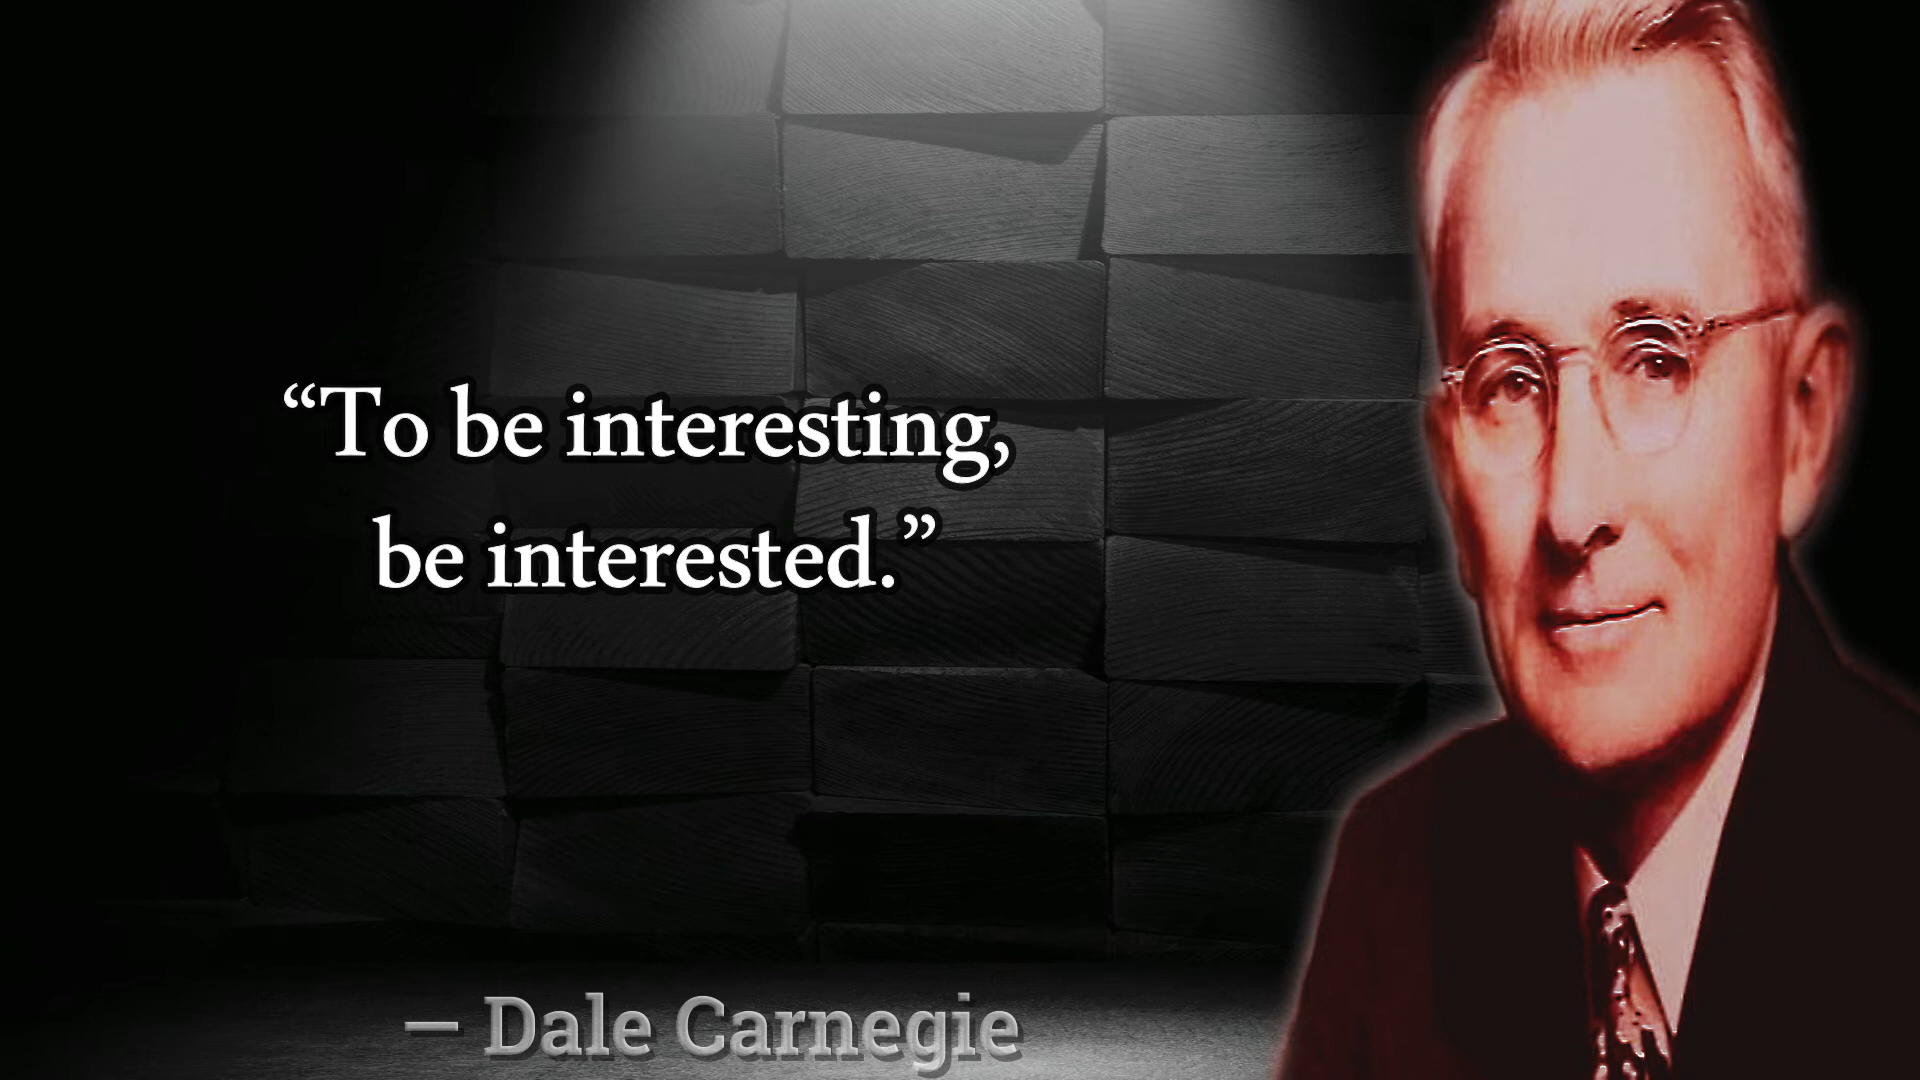 “To be interesting,
be interested.”
— Dale Carnegie